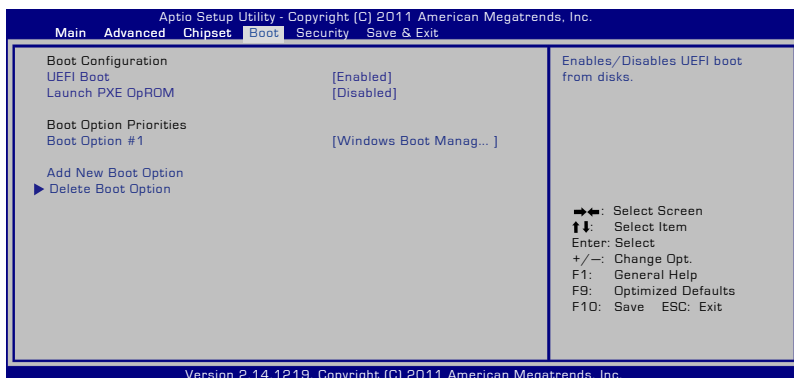 Aptio Setup Utility - Copyright (C) 2011 American Megatrends, Inc.
Main Advanced Chipset Boot Security Save & Exit
Boot Configuration
UEFI Boot [Enabled]
Launch PXE OpROM [Disabled]
Boot Option Priorities
Boot Option #1 [Windows Boot Manag... ]
Add New Boot Option
Delete Boot Option
Enables/Disables UEFI boot
from disks.
→←: Select Screen
↑↓: Select Item
Enter: Select
+/—: Change Opt.
F1: General Help
F9: Optimized Defaults
F10: Save ESC: Exit
Version 2.14.1219. Copyright (C) 2011 American Megatrends, Inc.